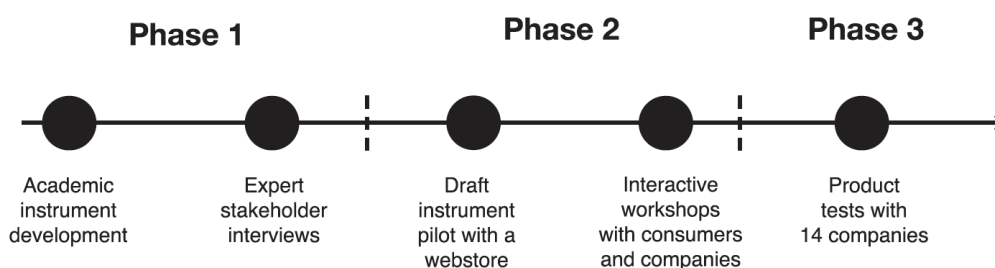 Phase 1
Phase 2
Phase 3
Academic
instrument
development
Expert
stakeholder
interviews
Draft
instrument
pilot with a
webstore
Interactive
workshops
with consumers
and companies
Product
tests with
14 companies